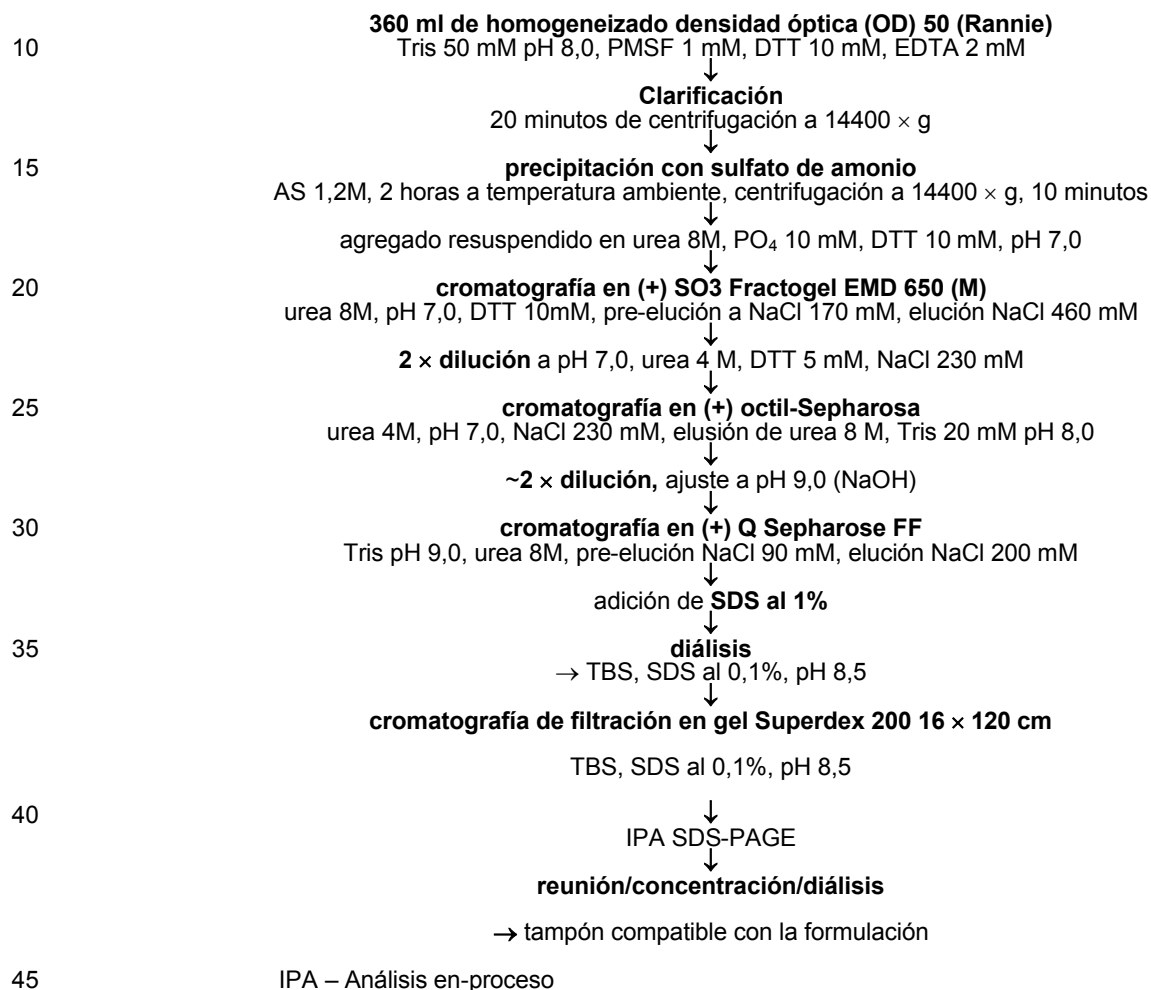 360 ml de homogeneizado densidad óptica (OD) 50 (Rannie)
10 Tris 50 mM pH 8,0, PMSF 1 mM, DTT 10 mM, EDTA 2 mM
↓
Clarificación
20 minutos de centrifugación a 14400 × g
↓
15 precipitación con sulfato de amonio
AS 1,2M, 2 horas a temperatura ambiente, centrifugación a 14400 × g, 10 minutos
↓
agregado resuspendido en urea 8M, PO4 10 mM, DTT 10 mM, pH 7,0
↓
20 cromatografía en (+) SO3 Fractogel EMD 650 (M)
urea 8M, pH 7,0, DTT 10mM, pre-elución a NaCl 170 mM, elución NaCl 460 mM
↓
2 × dilución a pH 7,0, urea 4 M, DTT 5 mM, NaCl 230 mM
↓
25 cromatografía en (+) octil-Sepharosa
urea 4M, pH 7,0, NaCl 230 mM, elusión de urea 8 M, Tris 20 mM pH 8,0
↓
~2 × dilución, ajuste a pH 9,0 (NaOH)
↓
30 cromatografía en (+) Q Sepharose FF
Tris pH 9,0, urea 8M, pre-elución NaCl 90 mM, elución NaCl 200 mM
↓
adición de SDS al 1%
↓
35 diálisis
→ TBS, SDS al 0,1%, pH 8,5
↓
cromatografía de filtración en gel Superdex 200 16 × 120 cm
TBS, SDS al 0,1%, pH 8,5
40 ↓
IPA SDS-PAGE
↓
reunión/concentración/diálisis
→ tampón compatible con la formulación
45 IPA – Análisis en-proceso